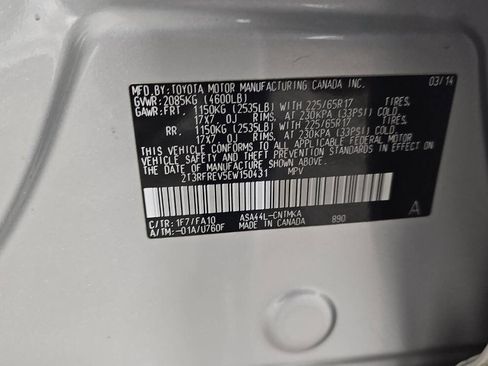 MFD.BY: TOYOTA MOTOR MANUFACTURING CANADA INC. 03/14
GVWR: 2085KG (4600LB)
GAWR: FRT. 1150KG (2535LB) WITH 225/65R17 TIRES,
17X7.0J RIMS, AT 230KPA (33PSI) COLD
RR. 1150KG (2535LB) WITH 225/65R17 TIRES,
17X7.0J RIMS, AT 230KPA (33PSI) COLD
THIS VEHICLE CONFORMS TO ALL APPLICABLE FEDERAL MOTOR
VEHICLE SAFETY, BUMPER, AND THEFT PREVENTION STANDARDS IN
EFFECT ON THE DATE OF MANUFACTURE SHOWN ABOVE.
2T3RFREV5EW150431 MPV
C/TR: 1F7/FA10 ASA44L-CNTMKA A
A/TM: -01A/U760F MADE IN CANADA 890